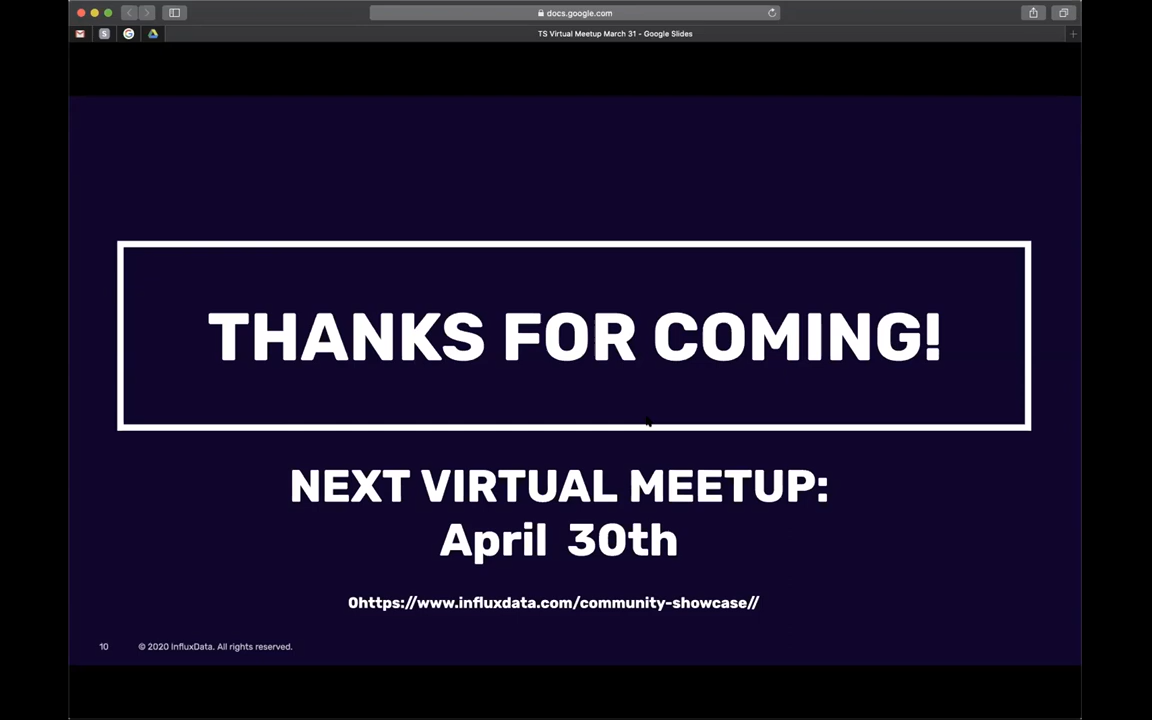 docs.google.com
TS Virtual Meetup March 31 - Google Slides
THANKS FOR COMING!
NEXT VIRTUAL MEETUP:
April 30th
0https://www.influxdata.com/community-showcase//
10 © 2020 InfluxData. All rights reserved.